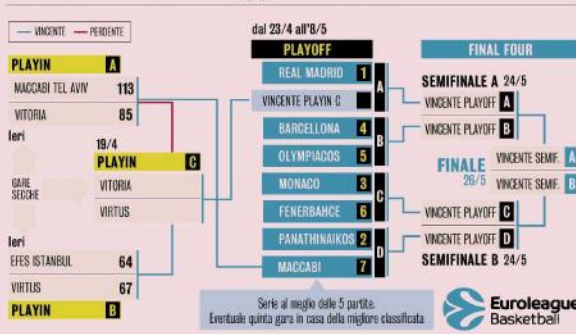 VINCENTE PERDENTE
PLAYIN A
MACCABI TEL AVIV 113
VITORIA 85
Ieri
GARE
SECCHE
19/4
PLAYIN C
VITORIA
VIRTUS
Ieri
EFES ISTANBUL 64
VIRTUS 67
PLAYIN B
dal 23/4 all'8/5
PLAYOFF
REAL MADRID 1
VINCENTE PLAYIN C
A
BARCELLONA 4
OLYMPIACOS 5
B
MONACO 3
FENERBAHCE 6
C
PANATHINAIKOS 2
MACCABI 7
D
Serie al meglio delle 5 partite.
Eventuale quinta gara in casa della migliore classificata
FINAL FOUR
SEMIFINALE A 24/5
VINCENTE PLAYOFF A
VINCENTE PLAYOFF B
FINALE
26/5
VINCENTE SEMIF. A
VINCENTE SEMIF. B
VINCENTE PLAYOFF C
VINCENTE PLAYOFF D
SEMIFINALE B 24/5
Euroleague
Basketball